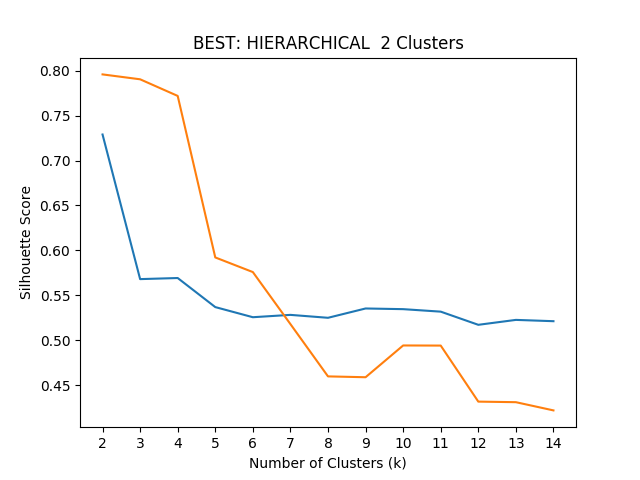 BEST: HIERARCHICAL  2 Clusters
0.80
0.75
0.70
0.65
0.60
0.55
0.50
0.45
Silhouette Score
2 3 4 5 6 7 8 9 10 11 12 13 14
Number of Clusters (k)